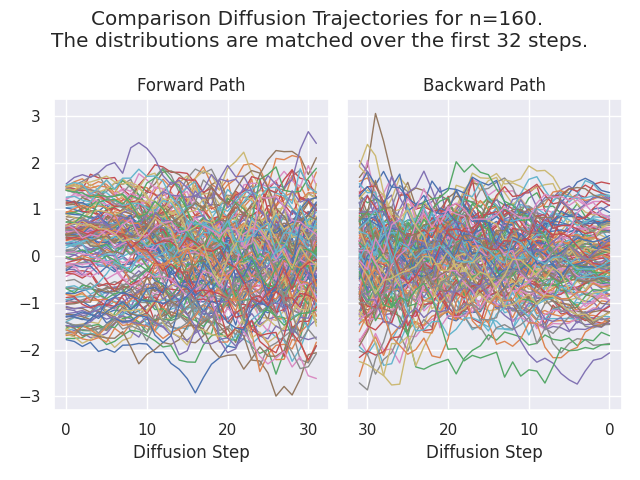 Comparison Diffusion Trajectories for n=160.
The distributions are matched over the first 32 steps.
Forward Path
Backward Path
3
2
1
0
−1
−2
−3
0 10 20 30
30 20 10 0
Diffusion Step
Diffusion Step